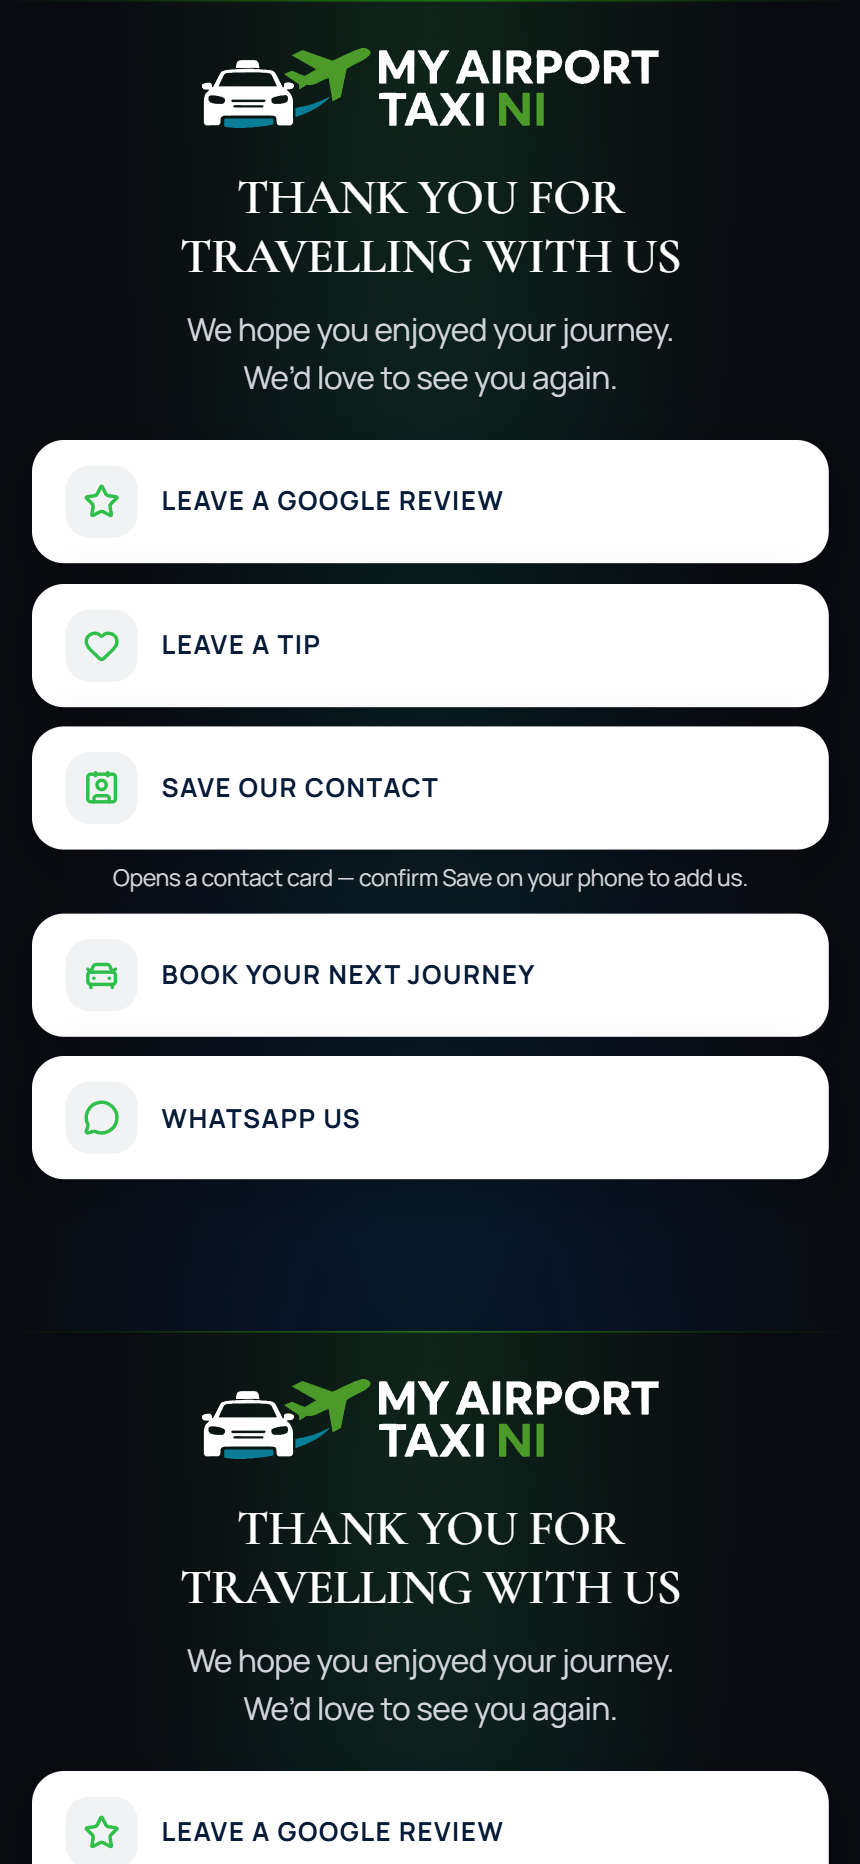 MY AIRPORT
TAXI NI
THANK YOU FOR
TRAVELLING WITH US
We hope you enjoyed your journey.
We'd love to see you again.
LEAVE A GOOGLE REVIEW
LEAVE A TIP
SAVE OUR CONTACT
Opens a contact card — confirm Save on your phone to add us.
BOOK YOUR NEXT JOURNEY
WHATSAPP US
MY AIRPORT
TAXI NI
THANK YOU FOR
TRAVELLING WITH US
We hope you enjoyed your journey.
We'd love to see you again.
LEAVE A GOOGLE REVIEW